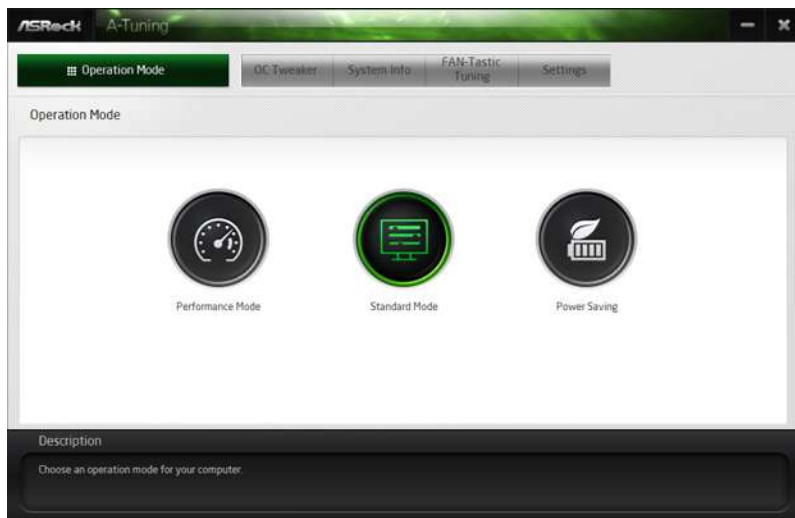 ASRock A-Tuning
Operation Mode OC Tweaker System Info FAN-Tastic Tuning Settings
Operation Mode
Performance Mode Standard Mode Power Saving
Description
Choose an operation mode for your computer.